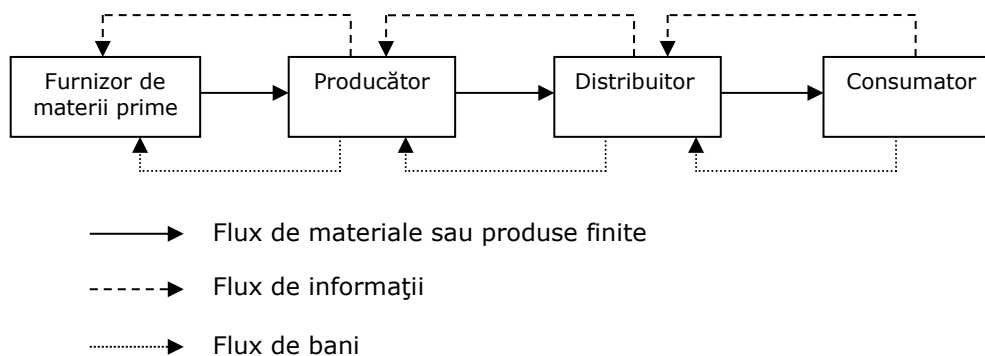 Furnizor de
materii prime
Producător
Distribuitor
Consumator
Flux de materiale sau produse finite
Flux de informaţii
Flux de bani